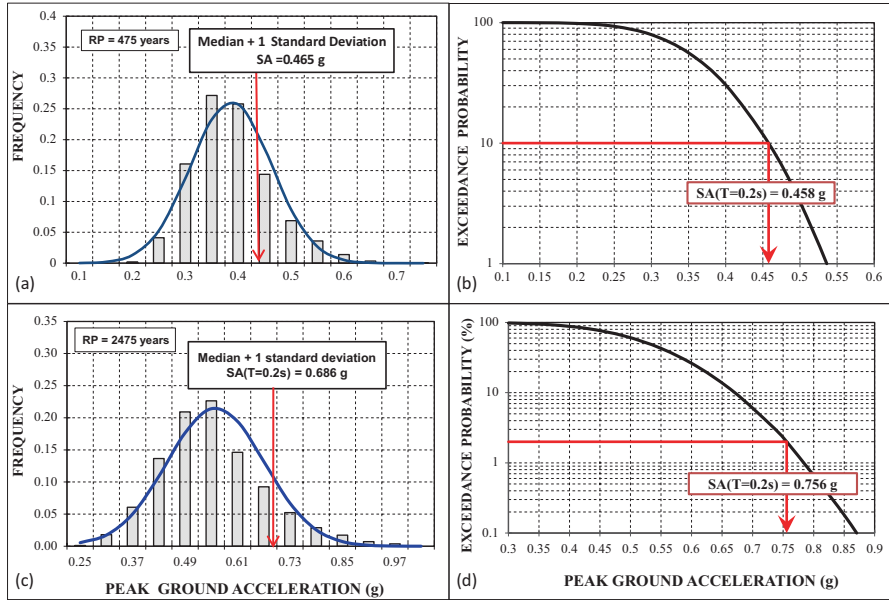 0.4
0.35
0.3
0.25
0.2
0.15
0.1
0.05
0
FREQUENCY
RP = 475 years
Median + 1 Standard Deviation
SA =0.465 g
(a)
0.1 0.2 0.3 0.4 0.5 0.6 0.7
100
10
1
EXCEEDANCE PROBABILITY
SA(T=0.2s) = 0.458 g
(b)
0.1 0.15 0.2 0.25 0.3 0.35 0.4 0.45 0.5 0.55 0.6
0.35
0.30
0.25
0.20
0.15
0.10
0.05
0.00
FREQUENCY
RP = 2475 years
Median + 1 standard deviation
SA(T=0.2s) = 0.686 g
(c)
0.25 0.37 0.49 0.61 0.73 0.85 0.97
PEAK GROUND ACCELERATION (g)
100
10
1
0.1
EXCEEDANCE PROBABILITY (%)
SA(T=0.2s) = 0.756 g
(d)
0.3 0.35 0.4 0.45 0.5 0.55 0.6 0.65 0.7 0.75 0.8 0.85 0.9
PEAK GROUND ACCELERATION (g)